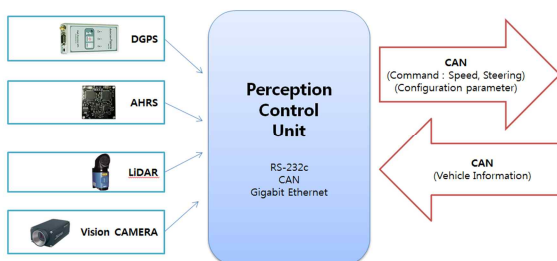 DGPS
AHRS
LiDAR
Vision CAMERA
Perception
Control
Unit
RS-232c
CAN
Gigabit Ethernet
CAN
(Command : Speed, Steering)
(Configuration parameter)
CAN
(Vehicle Information)